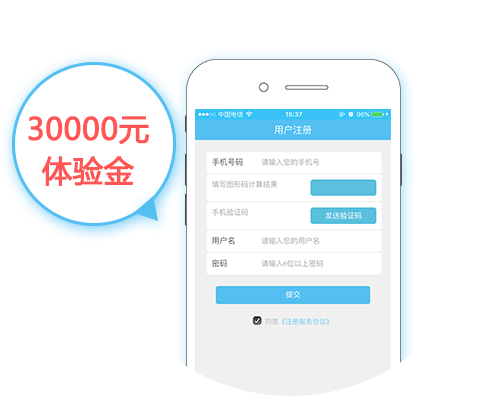 30000元
体验金
中国电信 15:37 96%
用户注册
手机号码 请输入您的手机号
填写图形码计算结果
手机验证码 发送验证码
用户名 请输入您的用户名
密码 请输入6位以上密码
提交
同意《注册服务协议》